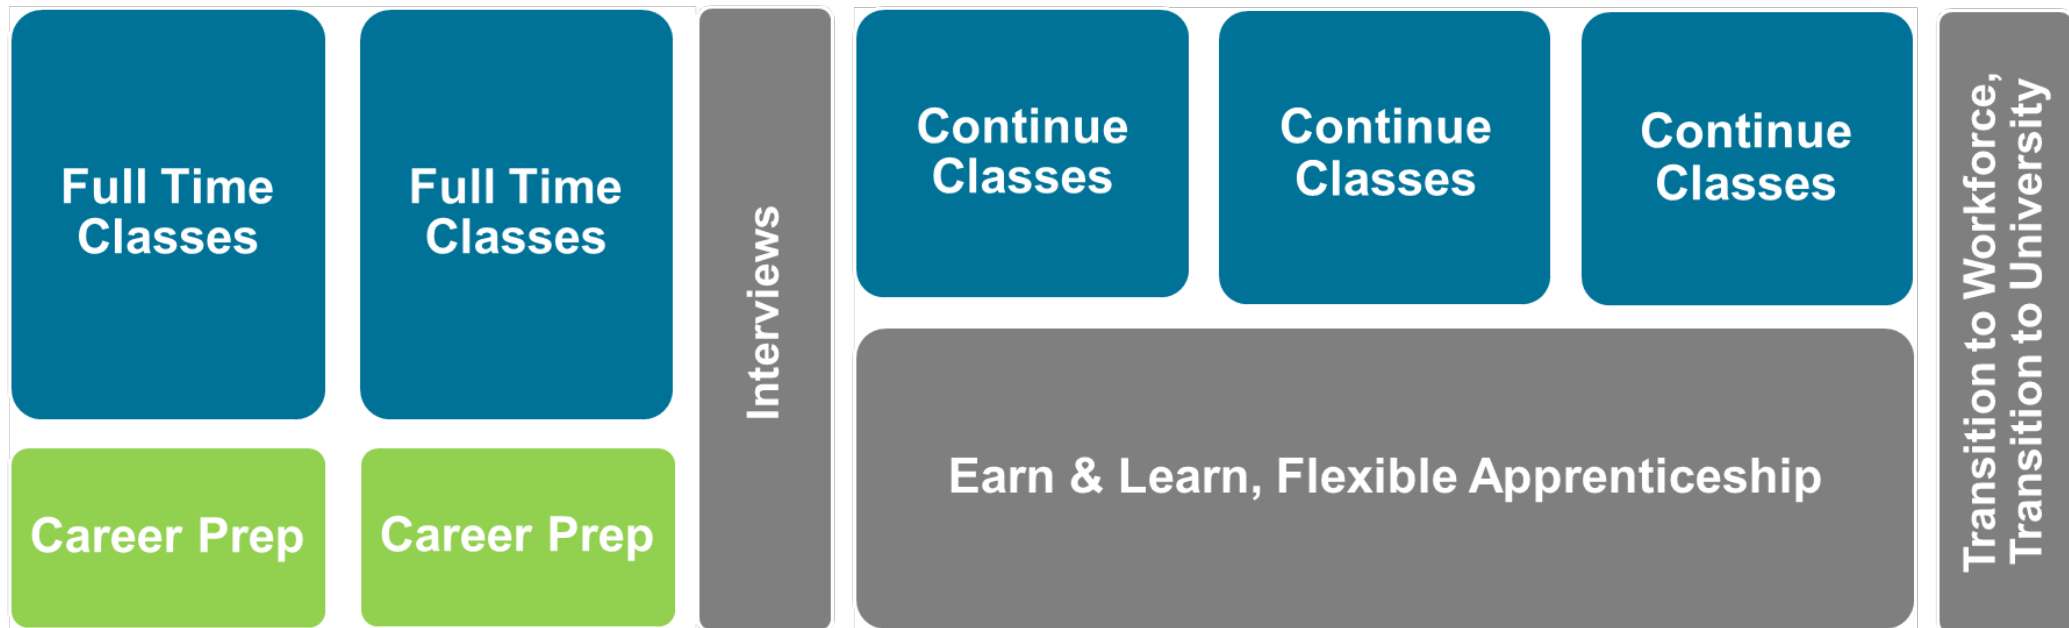 Full Time
Classes
Full Time
Classes
Career Prep
Career Prep
Interviews
Continue
Classes
Continue
Classes
Continue
Classes
Earn & Learn, Flexible Apprenticeship
Transition to Workforce,
Transition to University